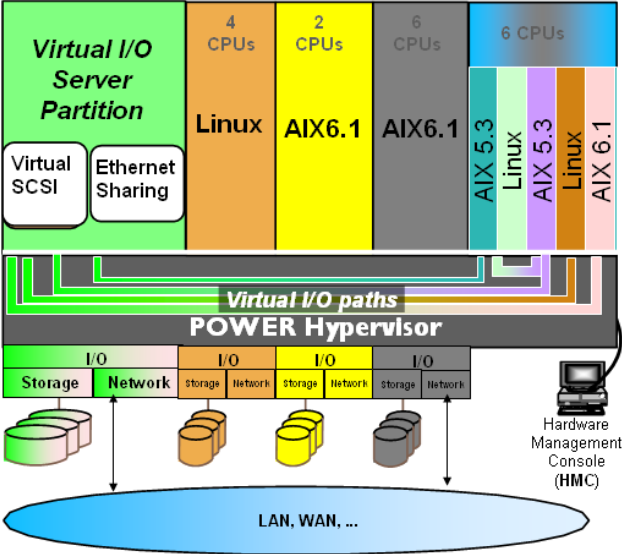 Virtual I/O
Server
Partition
Virtual
SCSI
Ethernet
Sharing
4
CPUs
Linux
2
CPUs
AIX6.1
6
CPUs
AIX6.1
6 CPUs
AIX 5.3
Linux
AIX 5.3
Linux
AIX 6.1
Virtual I/O paths
POWER Hypervisor
I/O
Storage Network
I/O
Storage Network
I/O
Storage Network
I/O
Storage Network
Hardware
Management
Console
(HMC)
LAN, WAN, ...